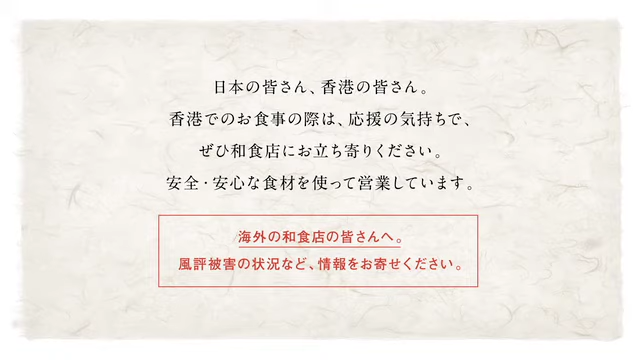 日本の皆さん、香港の皆さん。
香港でのお食事の際は、応援の気持ちで、
ぜひ和食店にお立ち寄りください。
安全・安心な食材を使って営業しています。
海外の和食店の皆さんへ。
風評被害の状況など、情報をお寄せください。